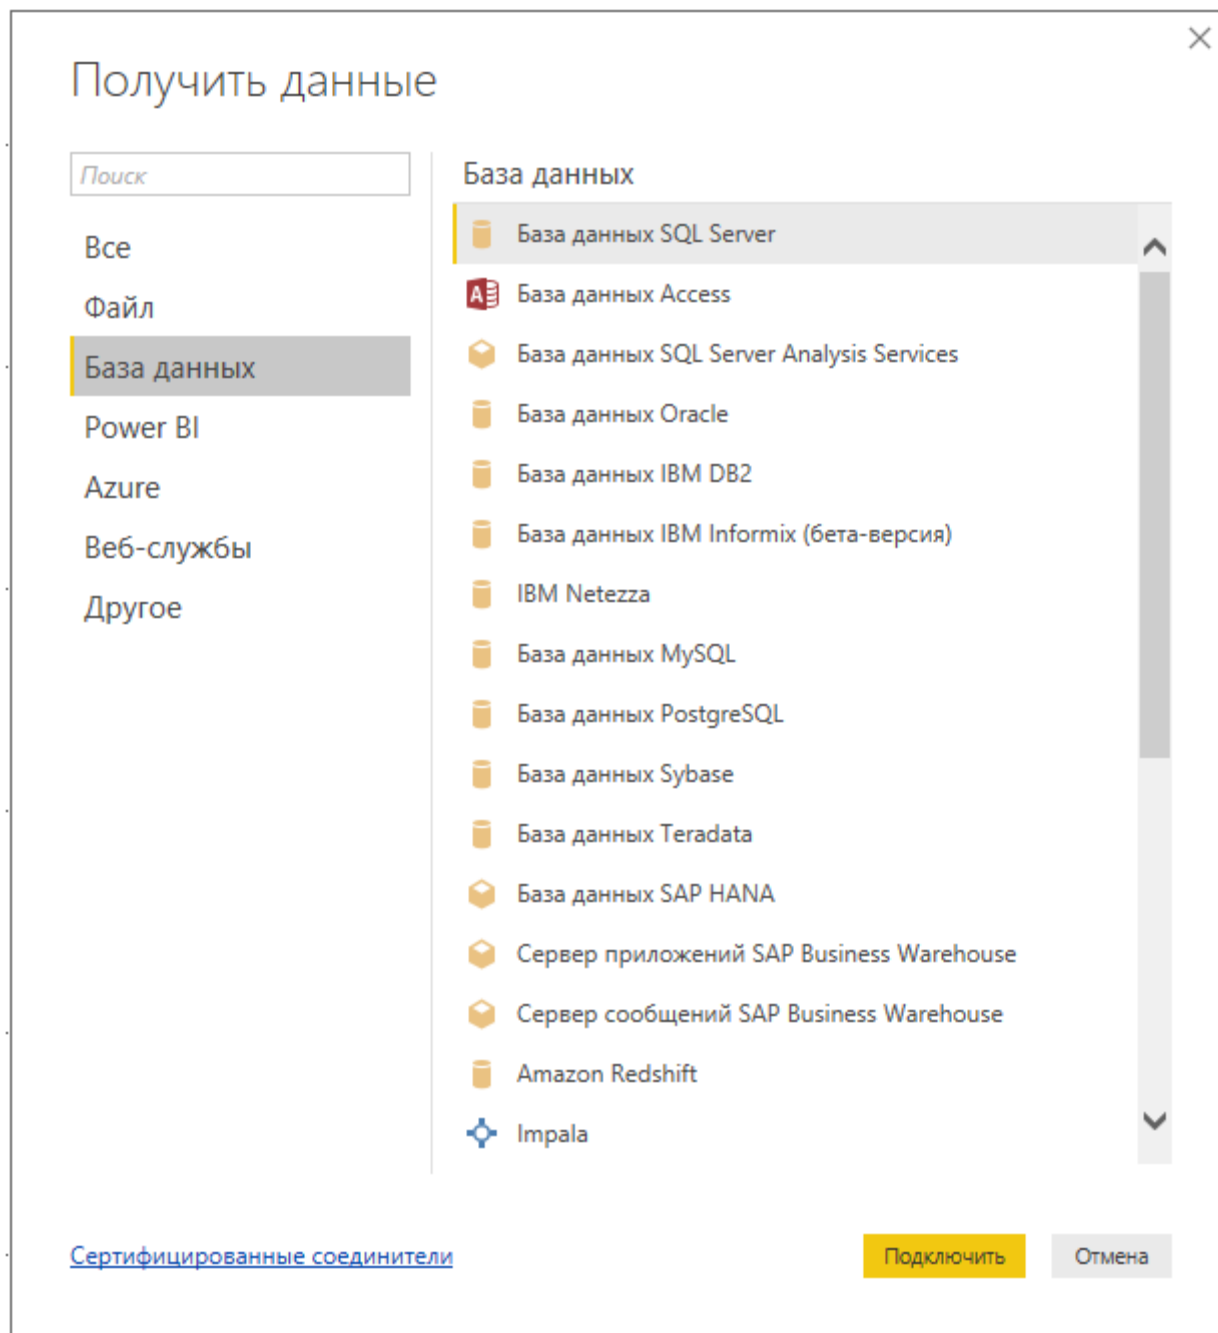 Получить данные
Поиск
Все
Файл
База данных
Power BI
Azure
Веб-службы
Другое
База данных
База данных SQL Server
База данных Access
База данных SQL Server Analysis Services
База данных Oracle
База данных IBM DB2
База данных IBM Informix (бета-версия)
IBM Netezza
База данных MySQL
База данных PostgreSQL
База данных Sybase
База данных Teradata
База данных SAP HANA
Сервер приложений SAP Business Warehouse
Сервер сообщений SAP Business Warehouse
Amazon Redshift
Impala
Сертифицированные соединители
Подключить
Отмена